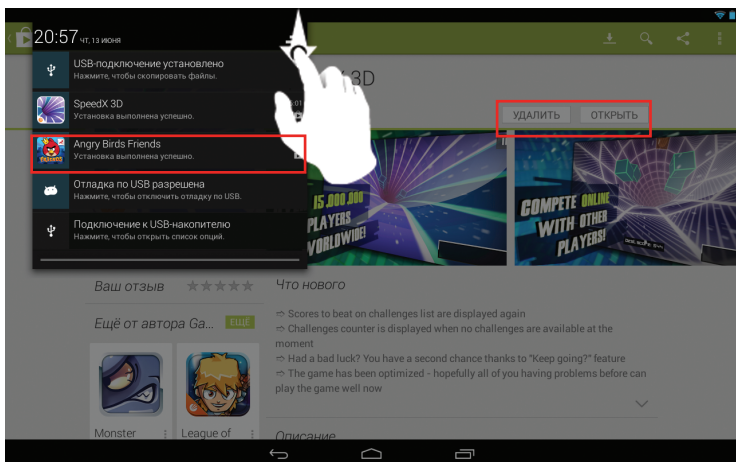 20:57 ЧТ, 13 ИЮНЯ
USB-подключение установлено
Нажмите, чтобы скопировать файлы.
SpeedX 3D
Установка выполнена успешно.
Angry Birds Friends
Установка выполнена успешно.
Отладка по USB разрешена
Нажмите, чтобы отключить отладку по USB.
Подключение к USB-накопителю
Нажмите, чтобы открыть список опций.
3D
УДАЛИТЬ
ОТКРЫТЬ
15.000.000
PLAYERS
WORLDWIDE!
COMPETE ONLINE
WITH OTHER
PLAYERS!
Ваш отзыв
Ещё от автора Ga...
ЕЩЁ
Monster
League of
Что нового
⇨ Scores to beat on challenges list are displayed again
⇨ Challenges counter is displayed when no challenges are available at the
moment
⇨ Had a bad luck? You have a second chance thanks to "Keep going?" feature
⇨ The game has been optimized - hopefully all of you having problems before can
play the game well now
Описание